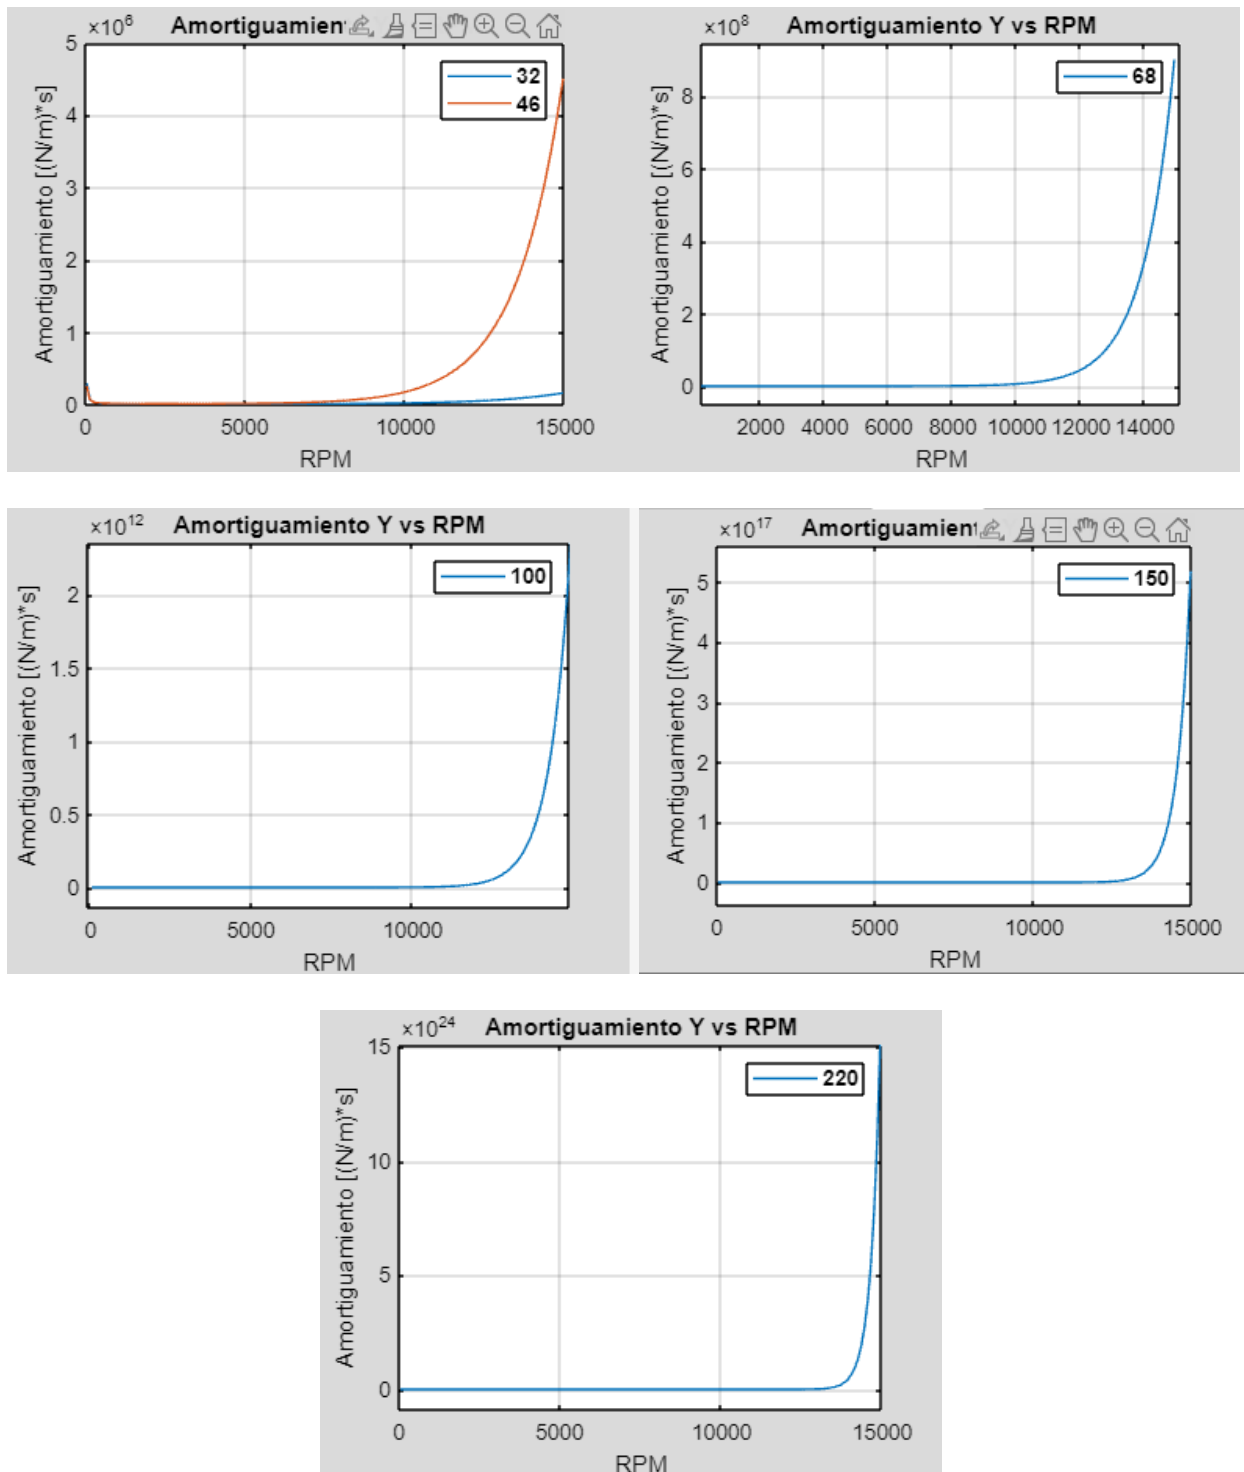 ×10⁶ Amortiguamien
Amortiguamiento [(N/m)*s]
5
4
3
2
1
0
32
46
0 5000 10000 15000
RPM
×10⁸ Amortiguamiento Y vs RPM
Amortiguamiento [(N/m)*s]
8
6
4
2
0
68
2000 4000 6000 8000 10000 12000 14000
RPM
×10¹² Amortiguamiento Y vs RPM
Amortiguamiento [(N/m)*s]
2
1.5
1
0.5
0
100
0 5000 10000
RPM
×10¹⁷ Amortiguamient
Amortiguamiento [(N/m)*s]
5
4
3
2
1
0
150
0 5000 10000 15000
RPM
×10²⁴ Amortiguamiento Y vs RPM
Amortiguamiento [(N/m)*s]
15
10
5
0
220
0 5000 10000 15000
RPM